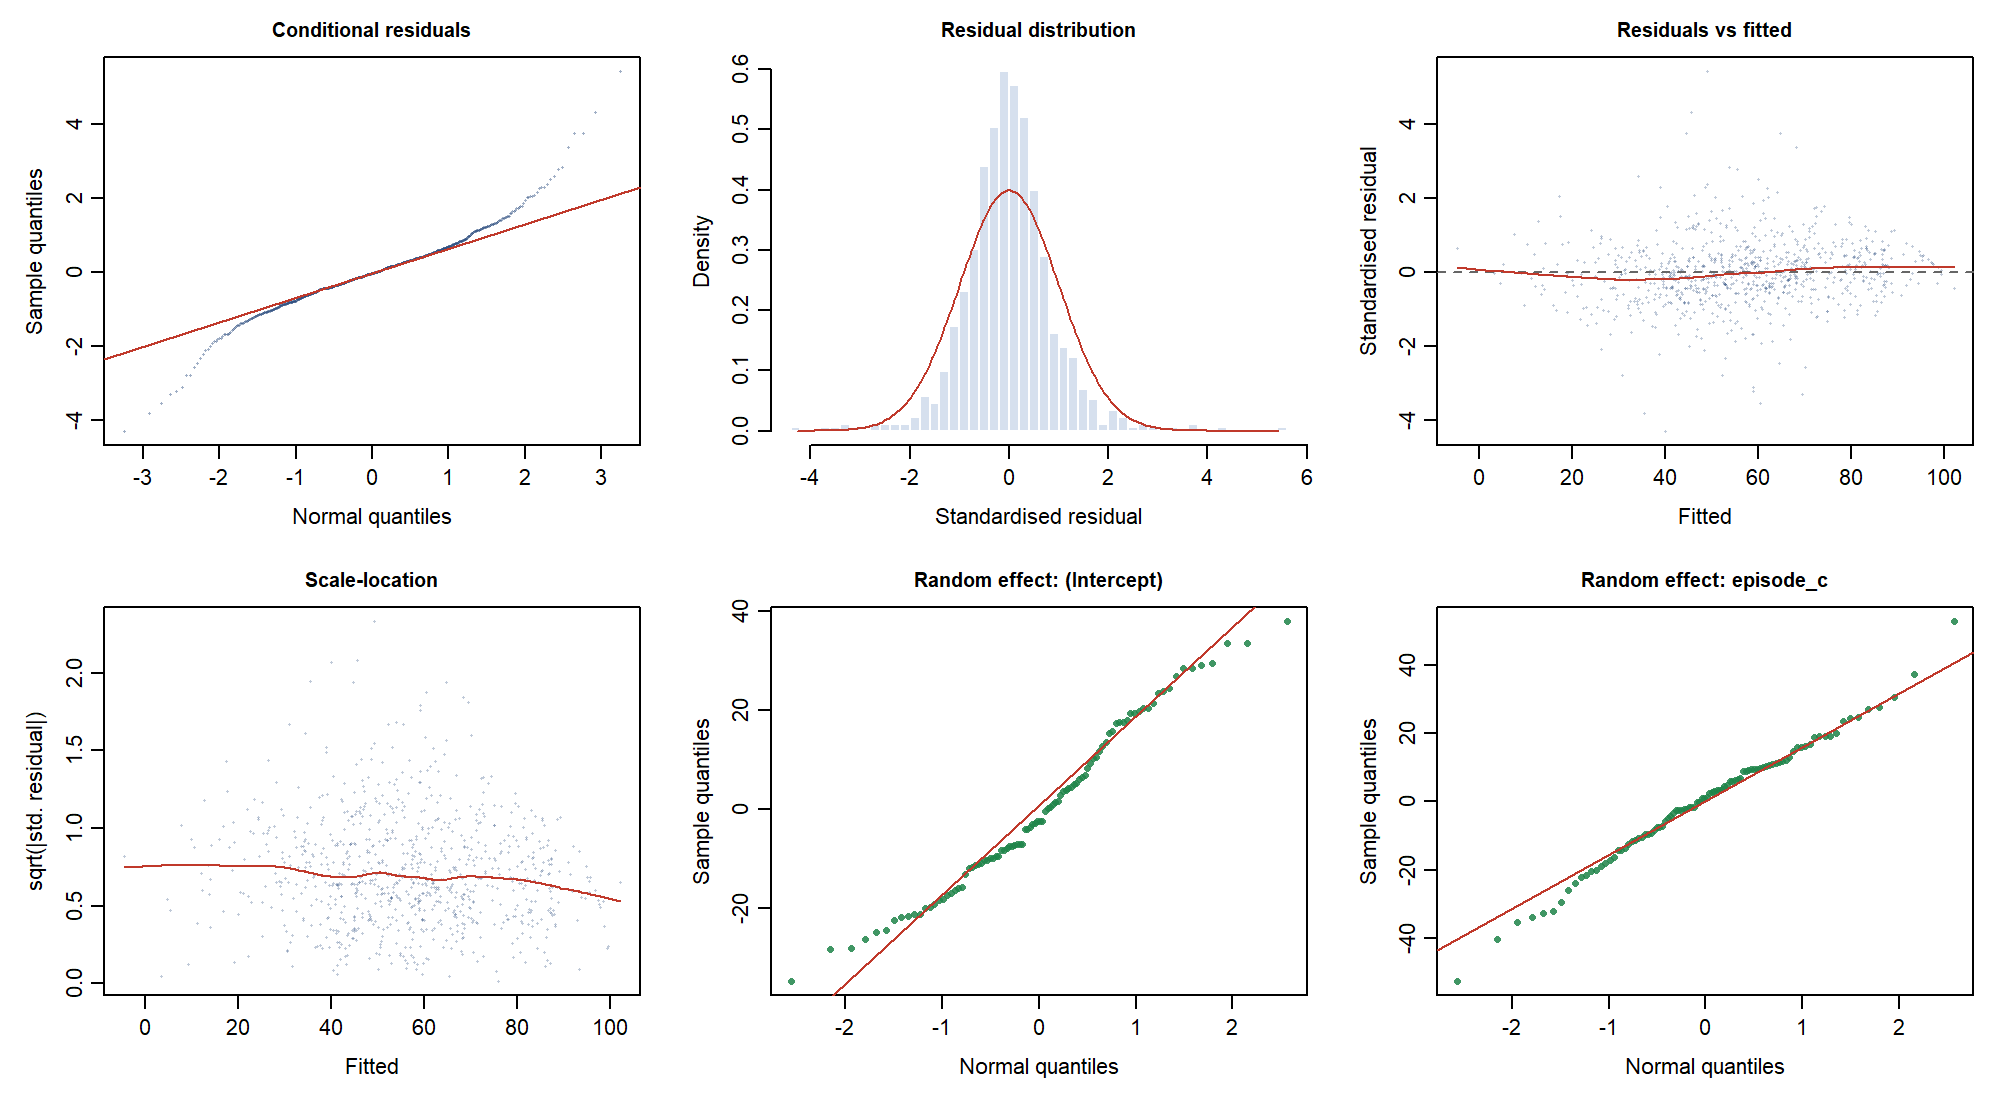 Conditional residuals
Sample quantiles
4
2
0
-2
-4
-3 -2 -1 0 1 2 3
Normal quantiles
Residual distribution
Density
0.6
0.5
0.4
0.3
0.2
0.1
0.0
-4 -2 0 2 4 6
Standardised residual
Residuals vs fitted
Standardised residual
4
2
0
-2
-4
0 20 40 60 80 100
Fitted
Scale-location
sqrt(|std. residual|)
2.0
1.5
1.0
0.5
0.0
0 20 40 60 80 100
Fitted
Random effect: (Intercept)
Sample quantiles
40
20
0
-20
-2 -1 0 1 2
Normal quantiles
Random effect: episode_c
Sample quantiles
40
20
0
-20
-40
-2 -1 0 1 2
Normal quantiles